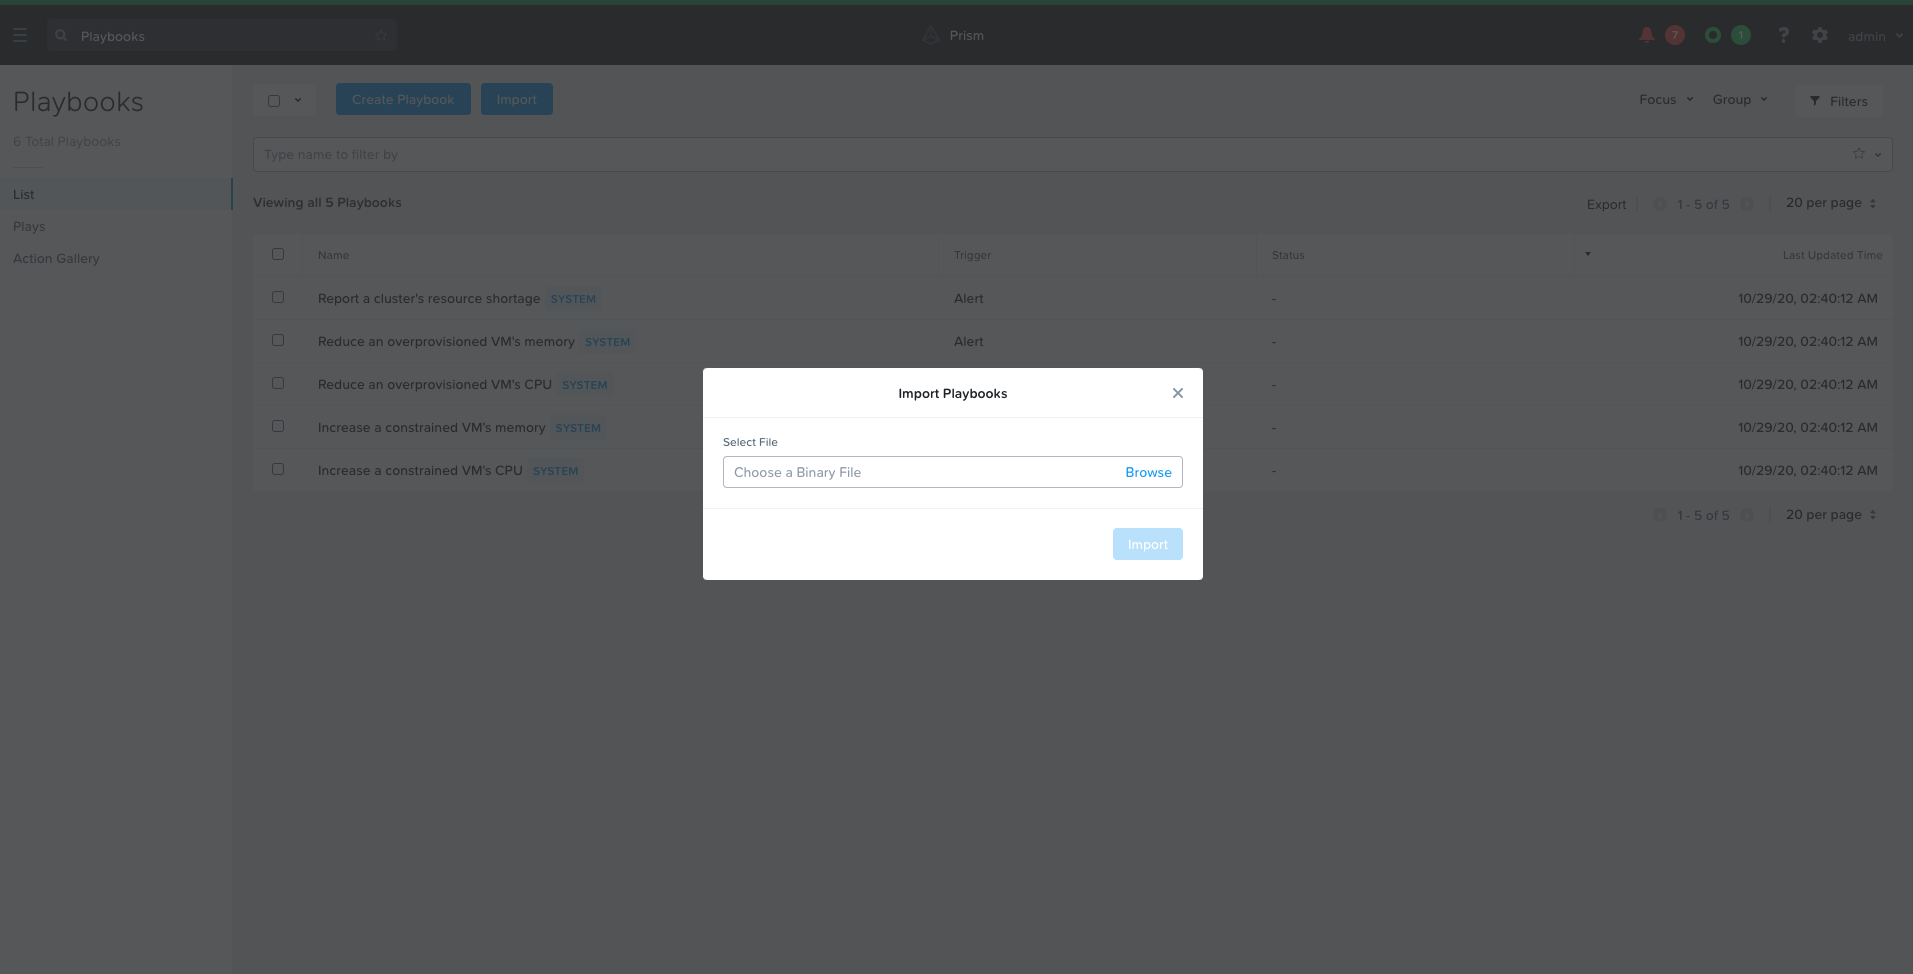 Playbooks
Prism
7
1
?
admin
Playbooks
6 Total Playbooks
List
Plays
Action Gallery
Create Playbook
Import
Focus
Group
Filters
Type name to filter by
Viewing all 5 Playbooks
Export
1 - 5 of 5
20 per page
Name Trigger Status Last Updated Time
Report a cluster's resource shortage SYSTEM Alert - 10/29/20, 02:40:12 AM
Reduce an overprovisioned VM's memory SYSTEM Alert - 10/29/20, 02:40:12 AM
Reduce an overprovisioned VM's CPU SYSTEM - 10/29/20, 02:40:12 AM
Increase a constrained VM's memory SYSTEM - 10/29/20, 02:40:12 AM
Increase a constrained VM's CPU SYSTEM - 10/29/20, 02:40:12 AM
1 - 5 of 5
20 per page
Import Playbooks
Select File
Choose a Binary File Browse
Import